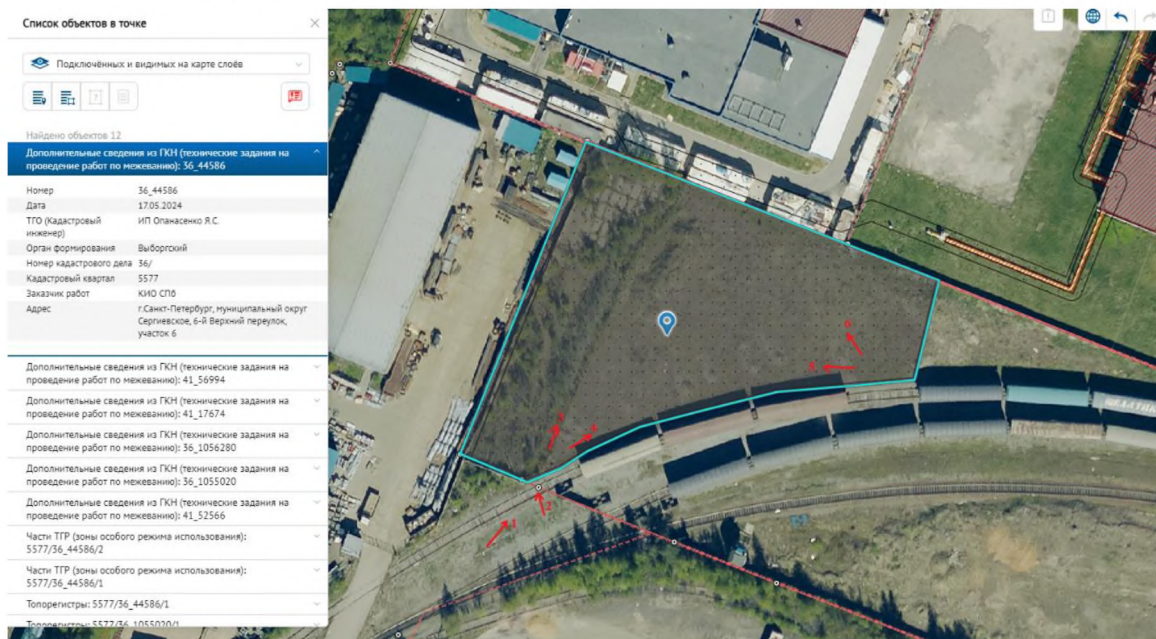 Список объектов в точке
Подключённых и видимых на карте слоёв
Найдено объектов 12
Дополнительные сведения из ГКН (технические задания на
проведение работ по межеванию): 36_44586
Номер 36_44586
Дата 17.05.2024
ТГО (Кадастровый
инженер) ИП Опанасенко Я.С.
Орган формирования Выборгский
Номер кадастрового дела 36/
Кадастровый квартал 5577
Заказчик работ КИО СПб
Адрес г.Санкт-Петербург, муниципальный округ
Сергиевское, 6-й Верхний переулок,
участок 6
Дополнительные сведения из ГКН (технические задания на
проведение работ по межеванию): 41_56994
Дополнительные сведения из ГКН (технические задания на
проведение работ по межеванию): 41_17674
Дополнительные сведения из ГКН (технические задания на
проведение работ по межеванию): 36_1056280
Дополнительные сведения из ГКН (технические задания на
проведение работ по межеванию): 36_1055020
Дополнительные сведения из ГКН (технические задания на
проведение работ по межеванию): 41_52566
Части ТГР (зоны особого режима использования):
5577/36_44586/2
Части ТГР (зоны особого режима использования):
5577/36_44586/1
Топорегистры: 5577/36_44586/1
Топорегистры: 5577/36_1055020/1
6
5
4
1
2